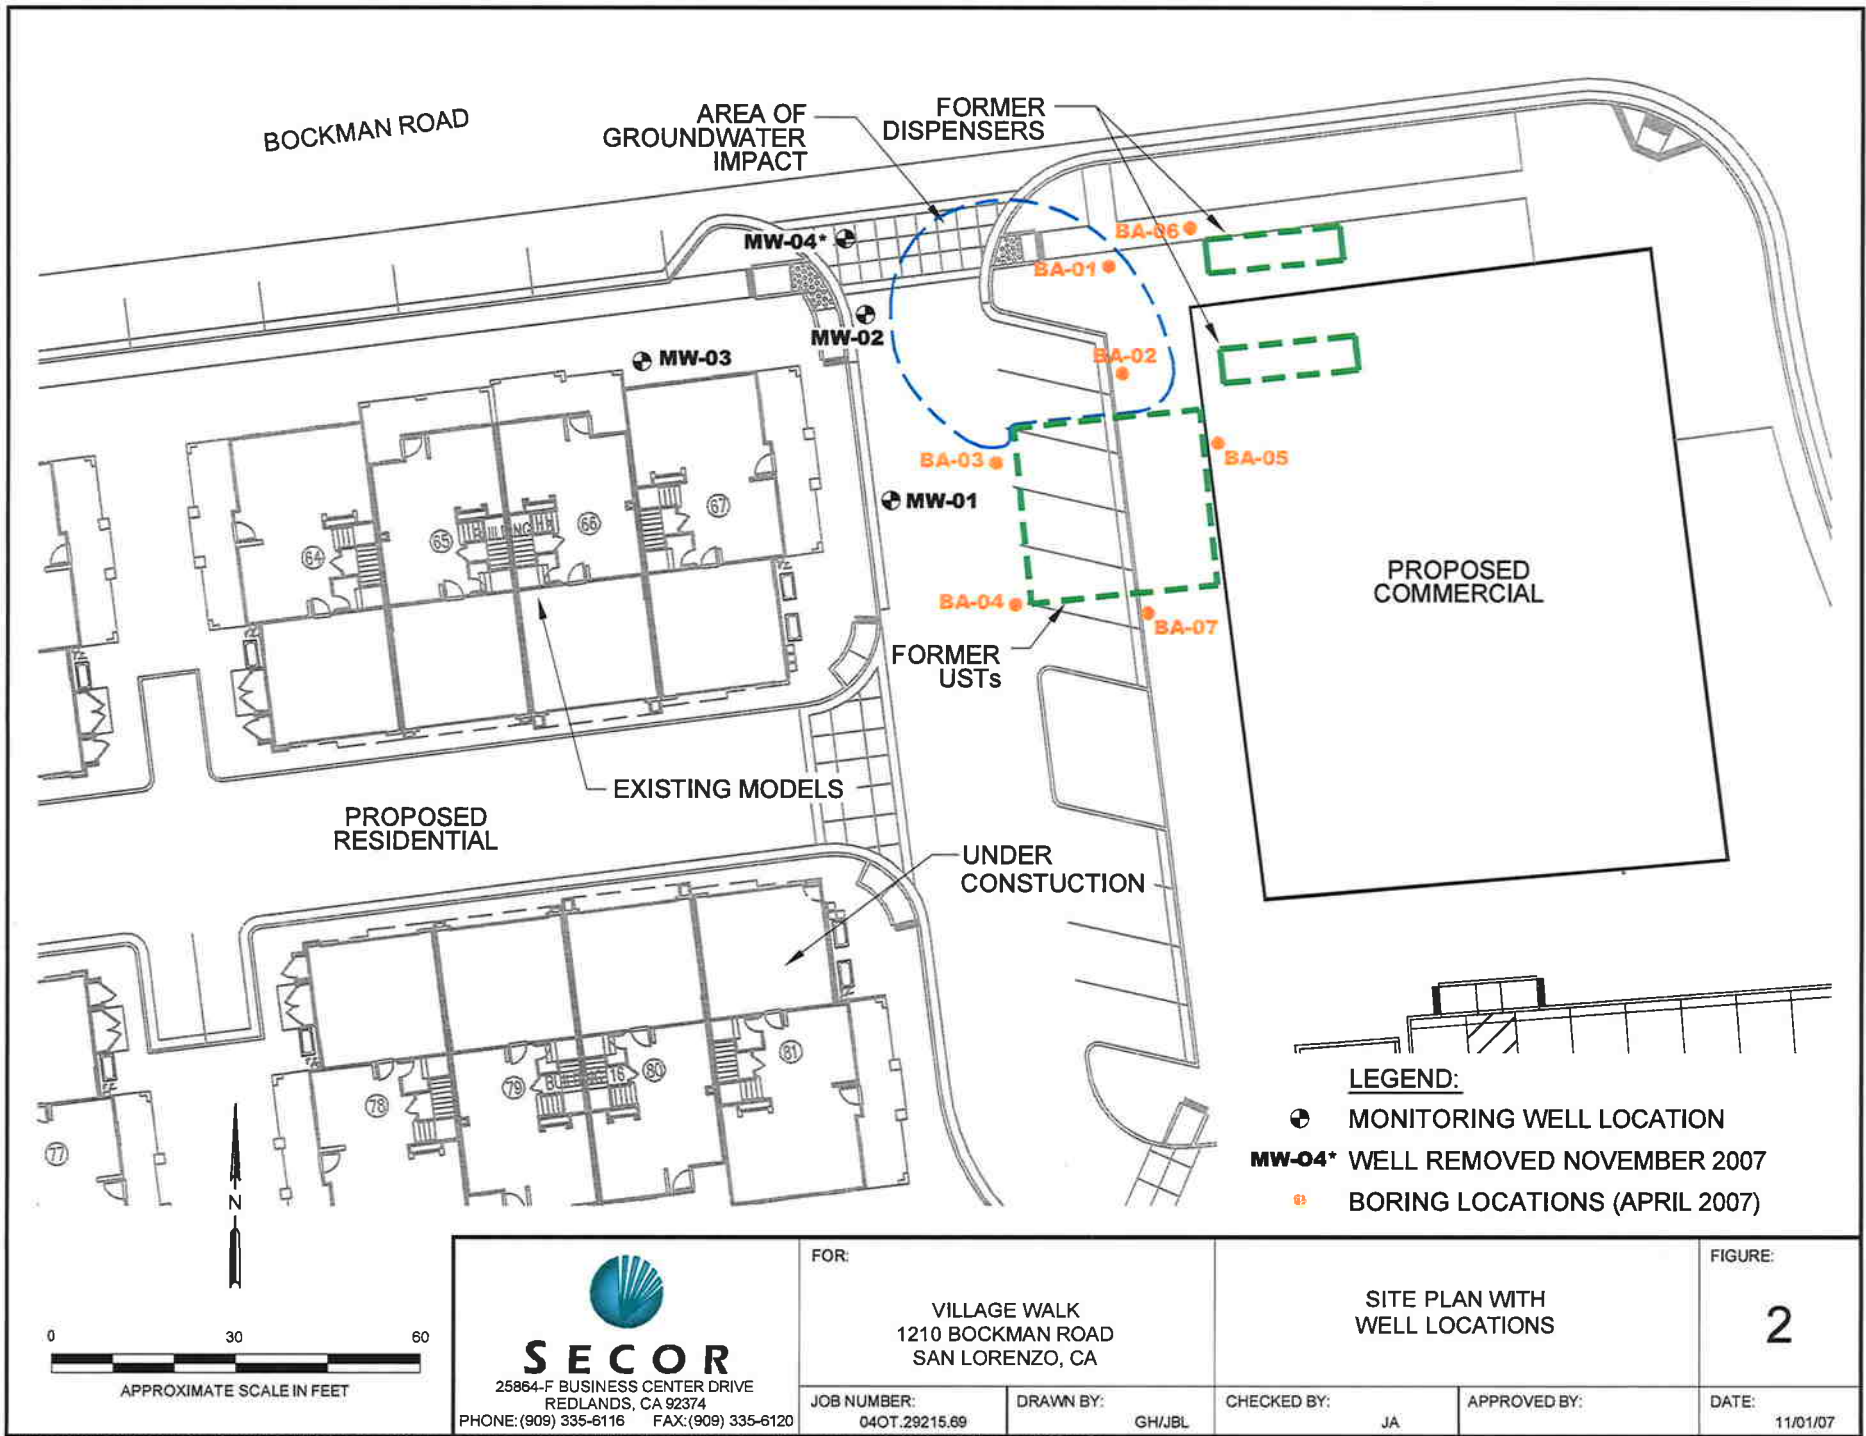 BOCKMAN ROAD
AREA OF
GROUNDWATER
IMPACT
FORMER
DISPENSERS
MW-04*
BA-06
BA-01
MW-02
MW-03
BA-02
BA-03
BA-05
MW-01
64
65
66
67
PROPOSED
COMMERCIAL
BA-04
BA-07
FORMER
USTs
EXISTING MODELS
PROPOSED
RESIDENTIAL
UNDER
CONSTUCTION
77
78
79
BUILDING 16
80
81
N
LEGEND:
MONITORING WELL LOCATION
MW-04* WELL REMOVED NOVEMBER 2007
BORING LOCATIONS (APRIL 2007)
0 30 60
APPROXIMATE SCALE IN FEET
SECOR
25864-F BUSINESS CENTER DRIVE
REDLANDS, CA 92374
PHONE:(909) 335-6116 FAX:(909) 335-6120
FOR:
VILLAGE WALK
1210 BOCKMAN ROAD
SAN LORENZO, CA
SITE PLAN WITH
WELL LOCATIONS
FIGURE:
2
JOB NUMBER:
04OT.29215.69
DRAWN BY:
GH/JBL
CHECKED BY:
JA
APPROVED BY:
DATE:
11/01/07